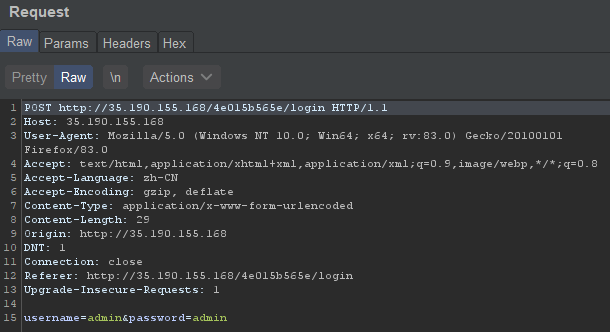 Request
Raw Params Headers Hex
Pretty Raw \n Actions
1 POST http://35.190.155.168/4e015b565e/login HTTP/1.1
2 Host: 35.190.155.168
3 User-Agent: Mozilla/5.0 (Windows NT 10.0; Win64; x64; rv:83.0) Gecko/20100101
Firefox/83.0
4 Accept: text/html,application/xhtml+xml,application/xml;q=0.9,image/webp,*/*;q=0.8
5 Accept-Language: zh-CN
6 Accept-Encoding: gzip, deflate
7 Content-Type: application/x-www-form-urlencoded
8 Content-Length: 29
9 Origin: http://35.190.155.168
10 DNT: 1
11 Connection: close
12 Referer: http://35.190.155.168/4e015b565e/login
13 Upgrade-Insecure-Requests: 1
14
15 username=admin&password=admin